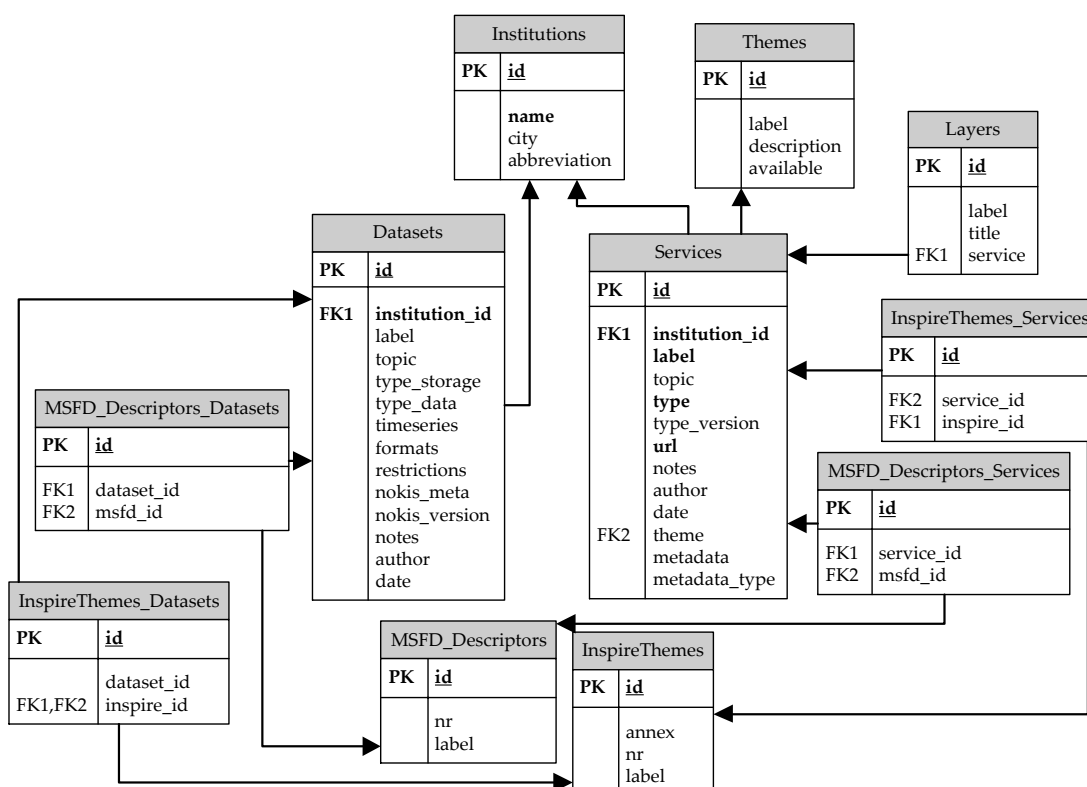 Institutions
PK id
name
city
abbreviation
Themes
PK id
label
description
available
Layers
PK id
label
title
FK1 service
Datasets
PK id
FK1 institution_id
label
topic
type_storage
type_data
timeseries
formats
restrictions
nokis_meta
nokis_version
notes
author
date
Services
PK id
FK1 institution_id
label
topic
type
type_version
url
notes
author
date
FK2 theme
metadata
metadata_type
InspireThemes_Services
PK id
FK2 service_id
FK1 inspire_id
MSFD_Descriptors_Datasets
PK id
FK1 dataset_id
FK2 msfd_id
MSFD_Descriptors_Services
PK id
FK1 service_id
FK2 msfd_id
InspireThemes_Datasets
PK id
dataset_id
FK1,FK2 inspire_id
MSFD_Descriptors
PK id
nr
label
InspireThemes
PK id
annex
nr
label